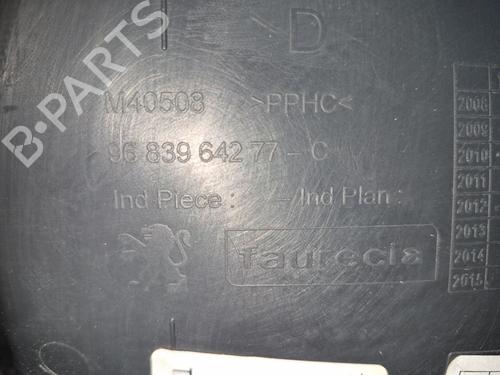 B-PARTS
D
M40508 >PPHC<
96 839 642 77 - C
Ind Piece : - Ind Plan :
Faurecia
2008
2009
2010
2011
2012
2013
2014
2015